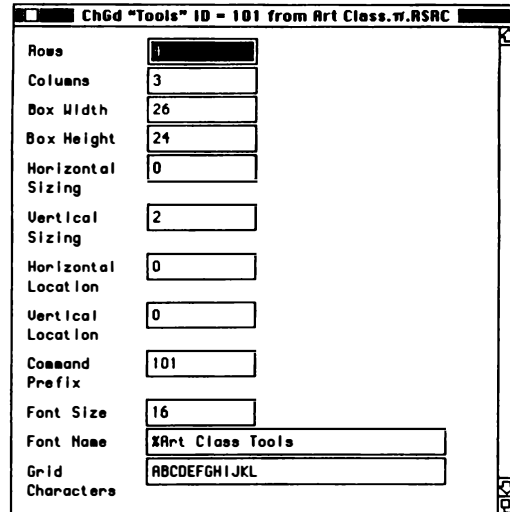 ChGd "Tools" ID = 101 from Art Class.π.RSRC
Rows
Columns 3
Box Width 26
Box Height 24
Horizontal 0
Sizing
Vertical 2
Sizing
Horizontal 0
Location
Vertical 0
Location
Command 101
Prefix
Font Size 16
Font Name %Art Class Tools
Grid ABCDEFGHIJKL
Characters